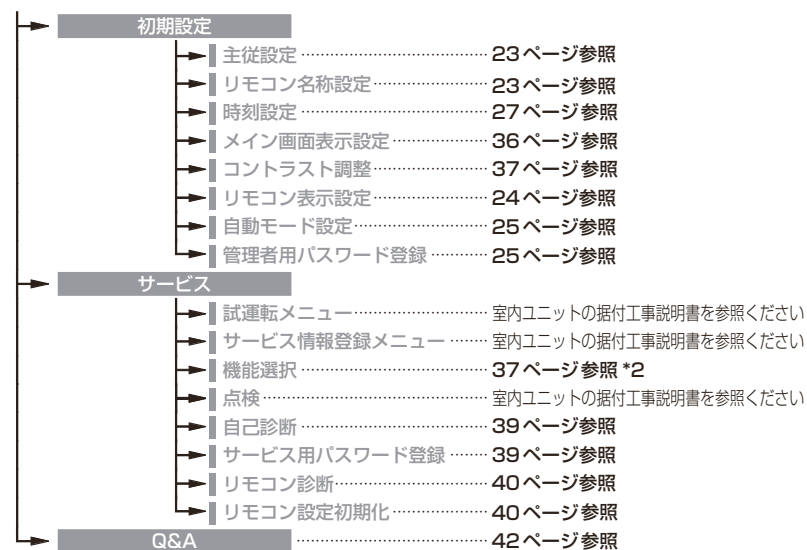 初期設定
主従設定 …………………………… 23ページ参照
リモコン名称設定 ………………… 23ページ参照
時刻設定 …………………………… 27ページ参照
メイン画面表示設定 ……………… 36ページ参照
コントラスト調整 ………………… 37ページ参照
リモコン表示設定 ………………… 24ページ参照
自動モード設定 …………………… 25ページ参照
管理者用パスワード登録 ………… 25ページ参照
サービス
試運転メニュー …………………… 室内ユニットの据付工事説明書を参照ください
サービス情報登録メニュー ……… 室内ユニットの据付工事説明書を参照ください
機能選択 …………………………… 37ページ参照 *2
点検 ………………………………… 室内ユニットの据付工事説明書を参照ください
自己診断 …………………………… 39ページ参照
サービス用パスワード登録 ……… 39ページ参照
リモコン診断 ……………………… 40ページ参照
リモコン設定初期化 ……………… 40ページ参照
Q&A ………………………… 42ページ参照